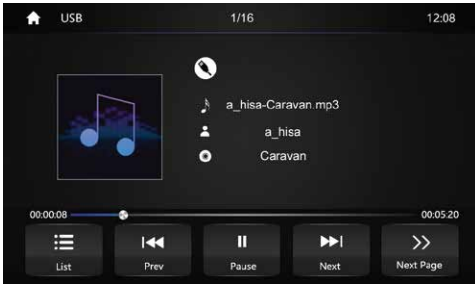 USB 1/16 12:08
a_hisa-Caravan.mp3
a_hisa
Caravan
00:00:08 00:05:20
List Prev Pause Next Next Page